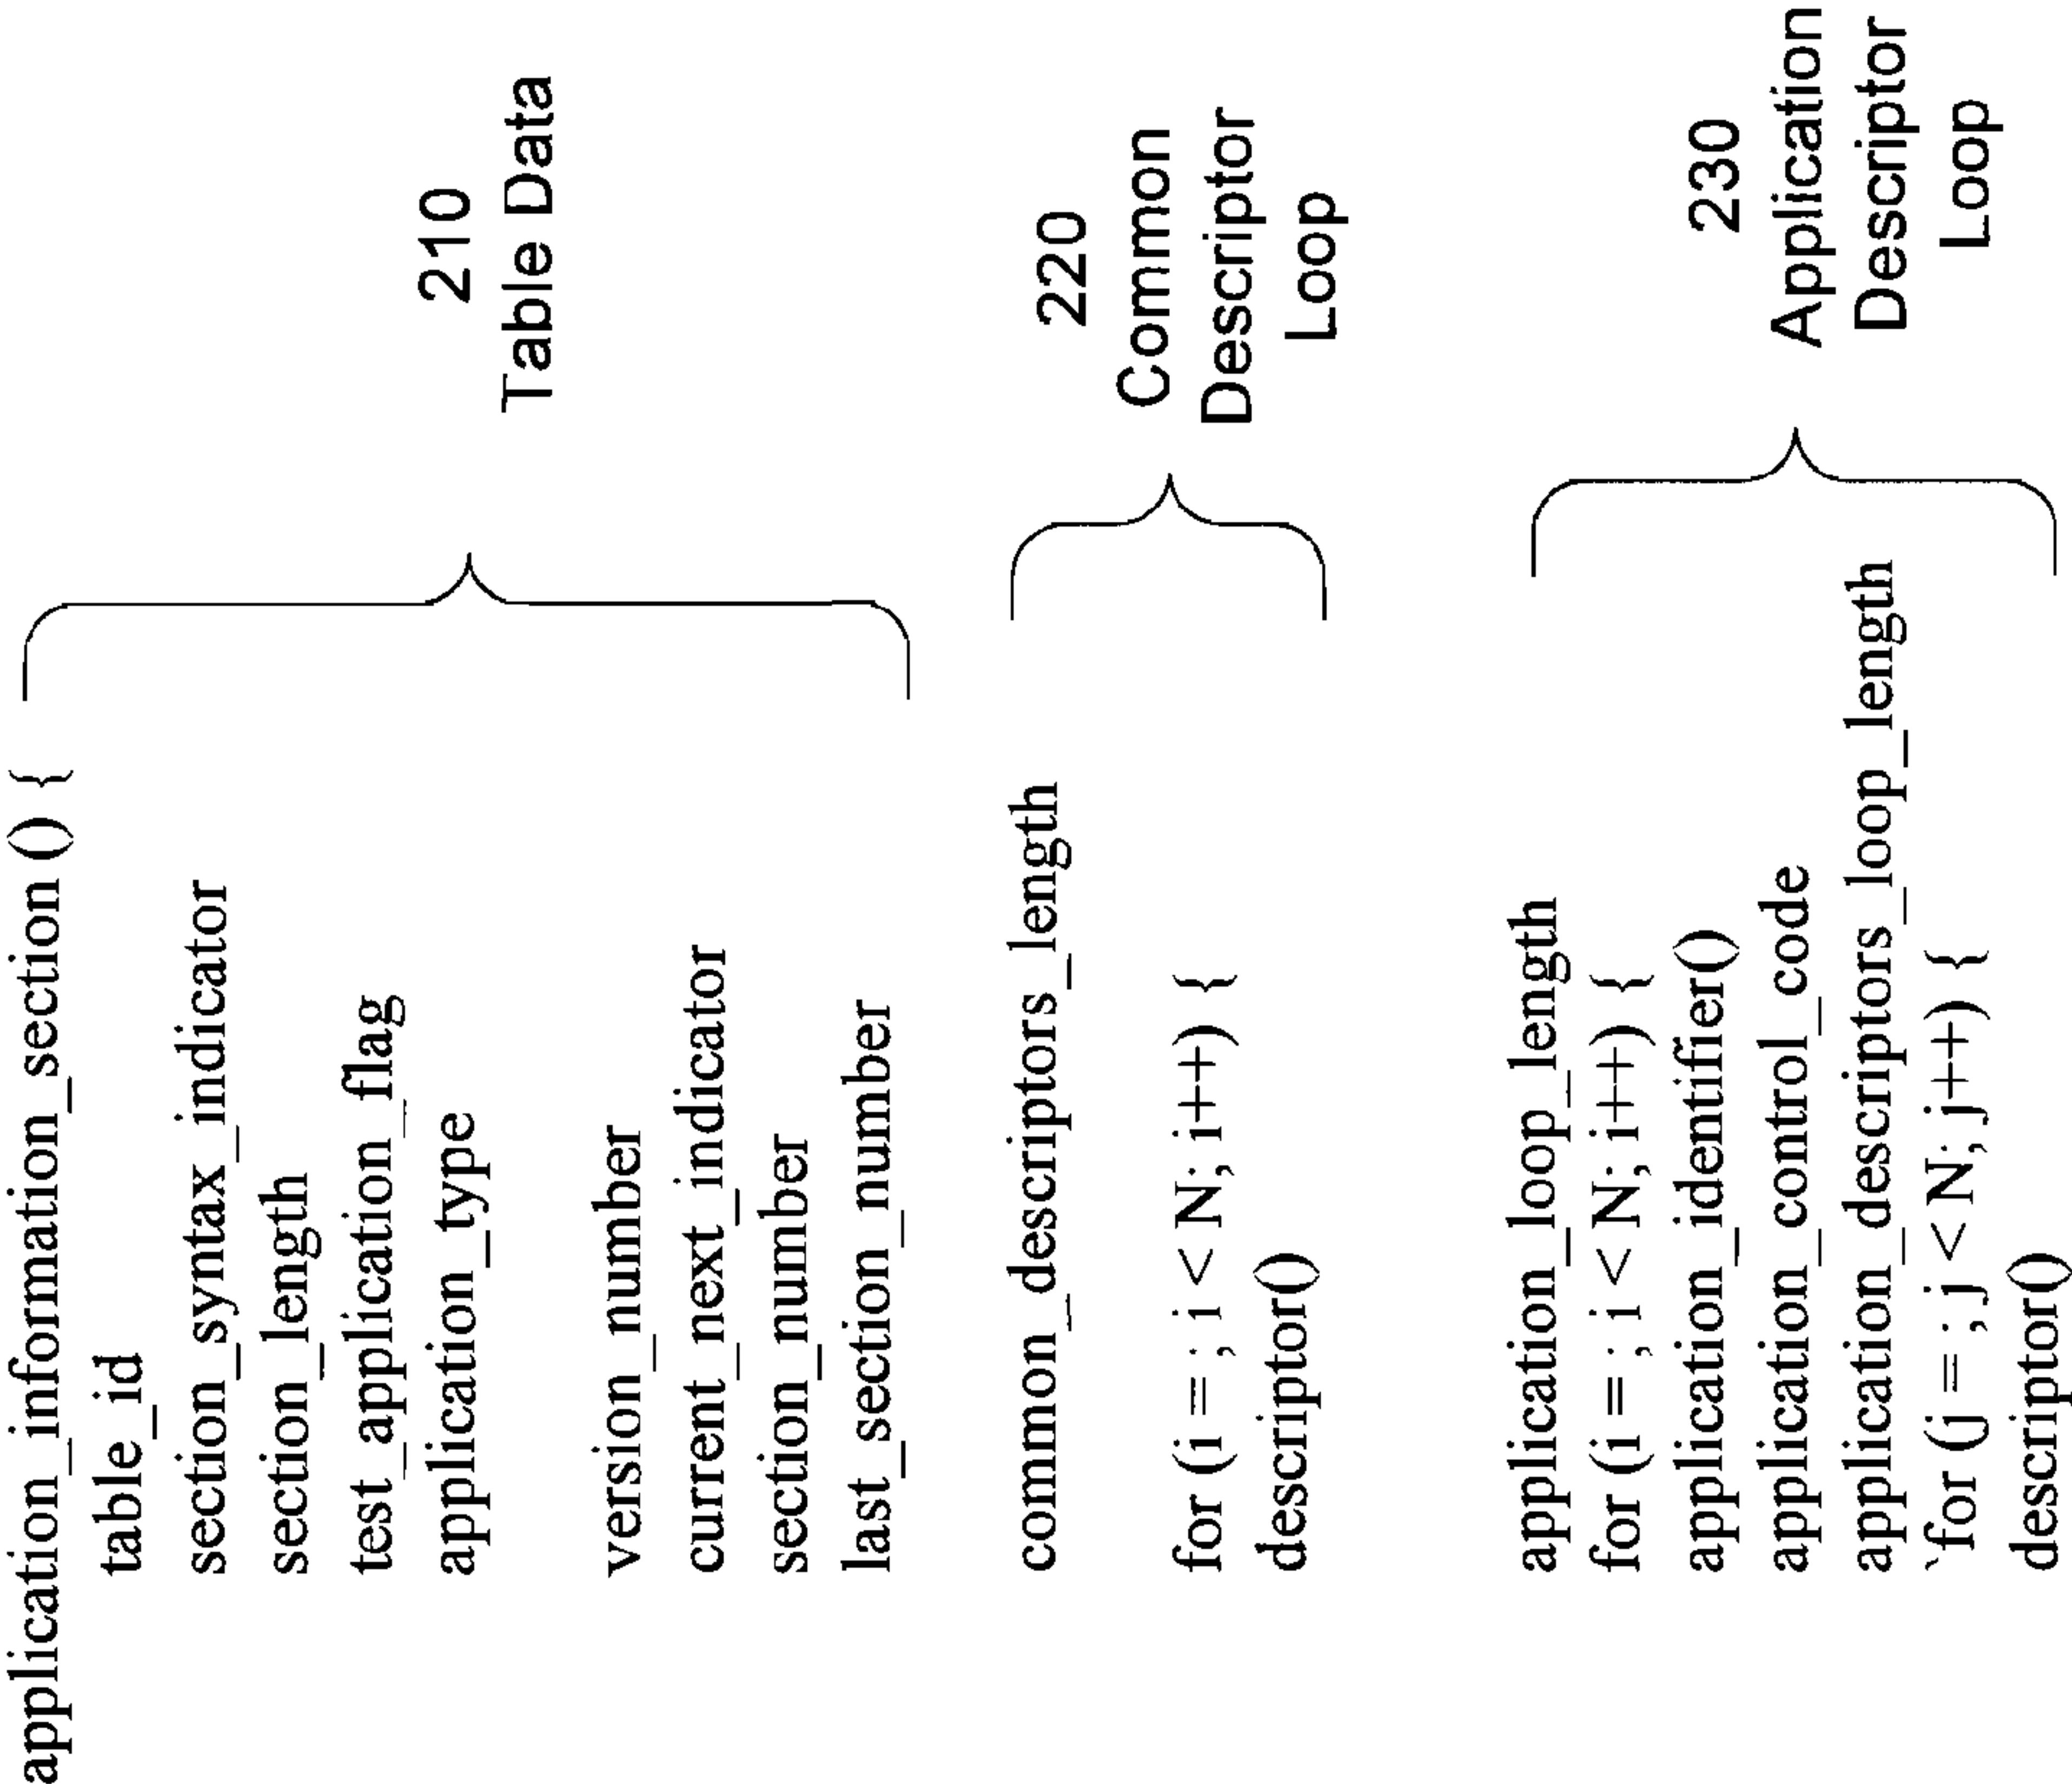 application_information_section () {
table_id
section_syntax_indicator
section_length
test_application_flag
application_type
version_number
current_next_indicator
section_number
last_section_number
210
Table Data
common_descriptors_length
for (i = ; i < N; i++) {
descriptor()
220
Common
Descriptor
Loop
application_loop_length
for (i = ; i < N; i++) {
application_identifier()
application_control_code
application_descriptors_loop_length
`for (j = ; j < N; j++) {
descriptor()
230
Application
Descriptor
Loop